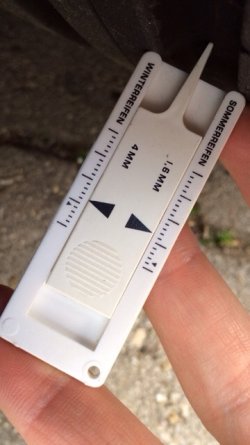 WINTERREIFEN
4 MM
1,6 MM
SOMMERREIFEN